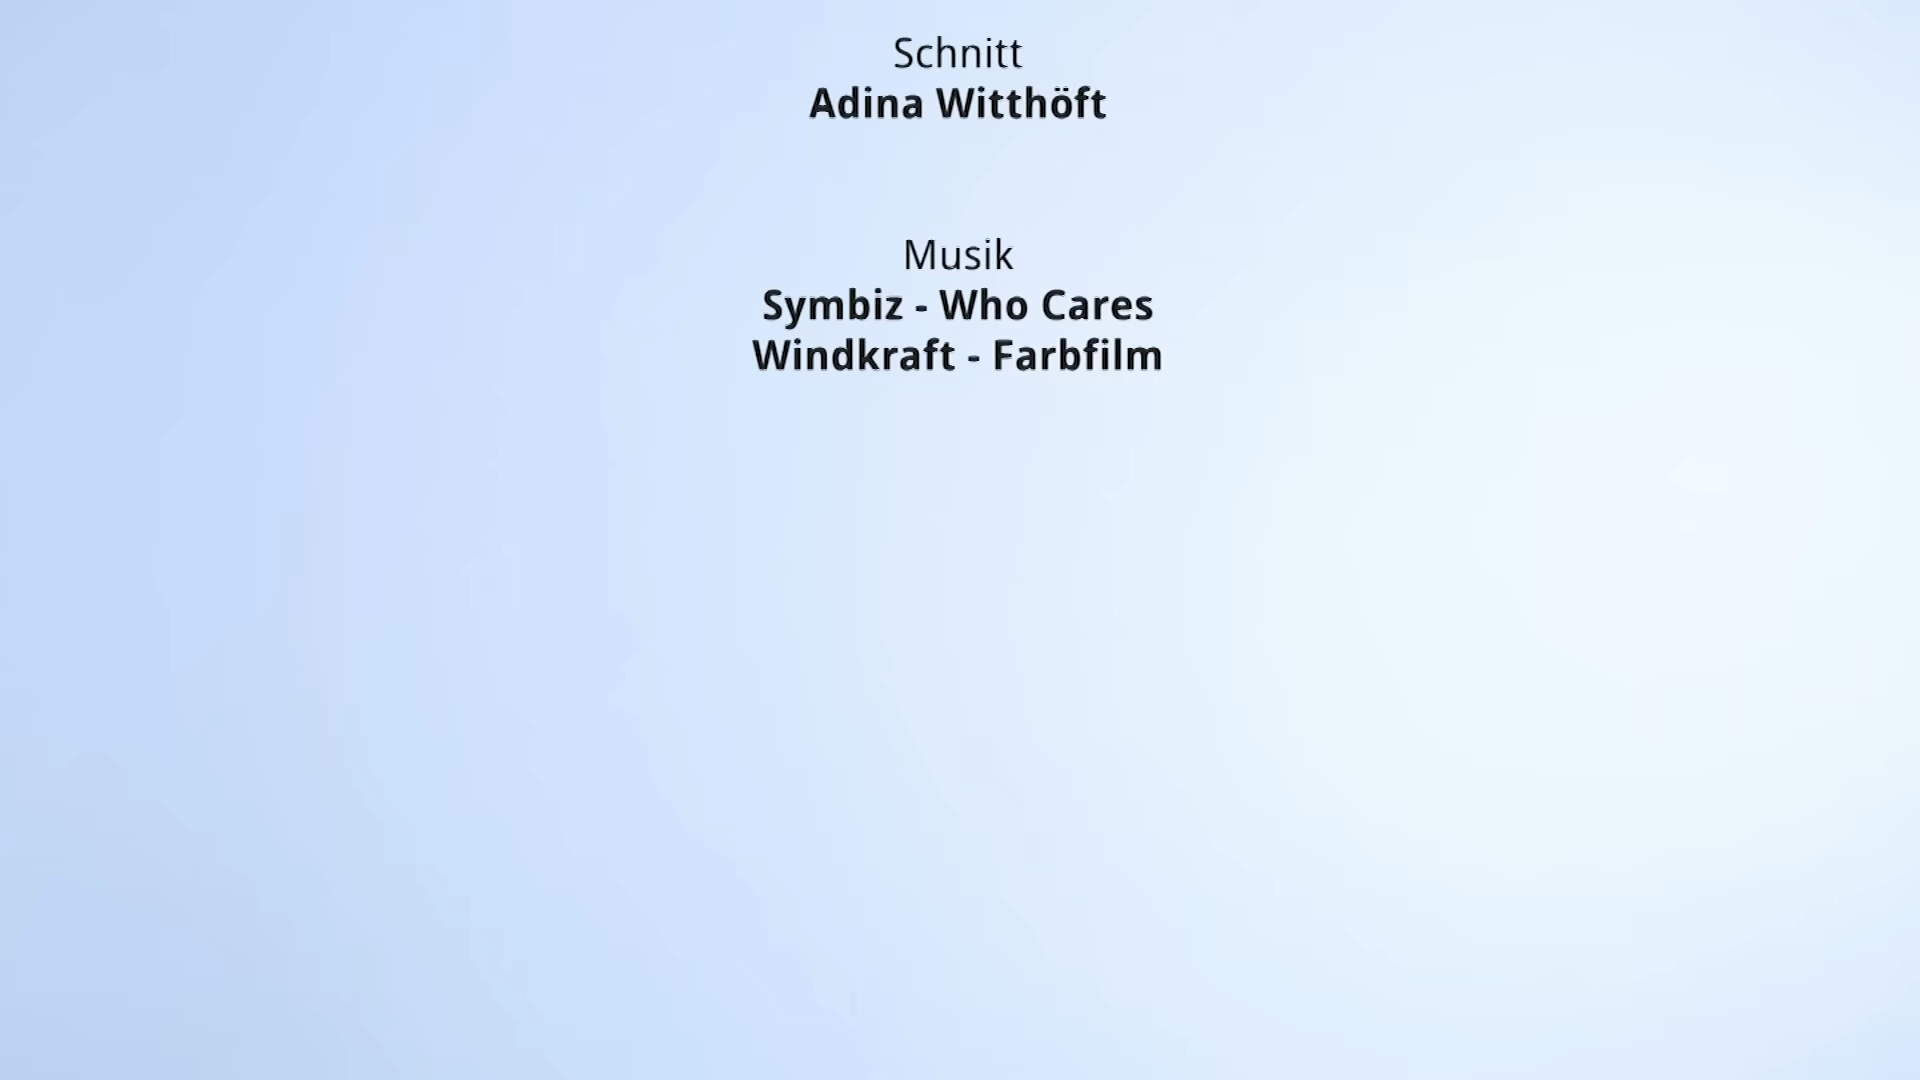 Schnitt
Adina Witthöft
Musik
Symbiz - Who Cares
Windkraft - Farbfilm